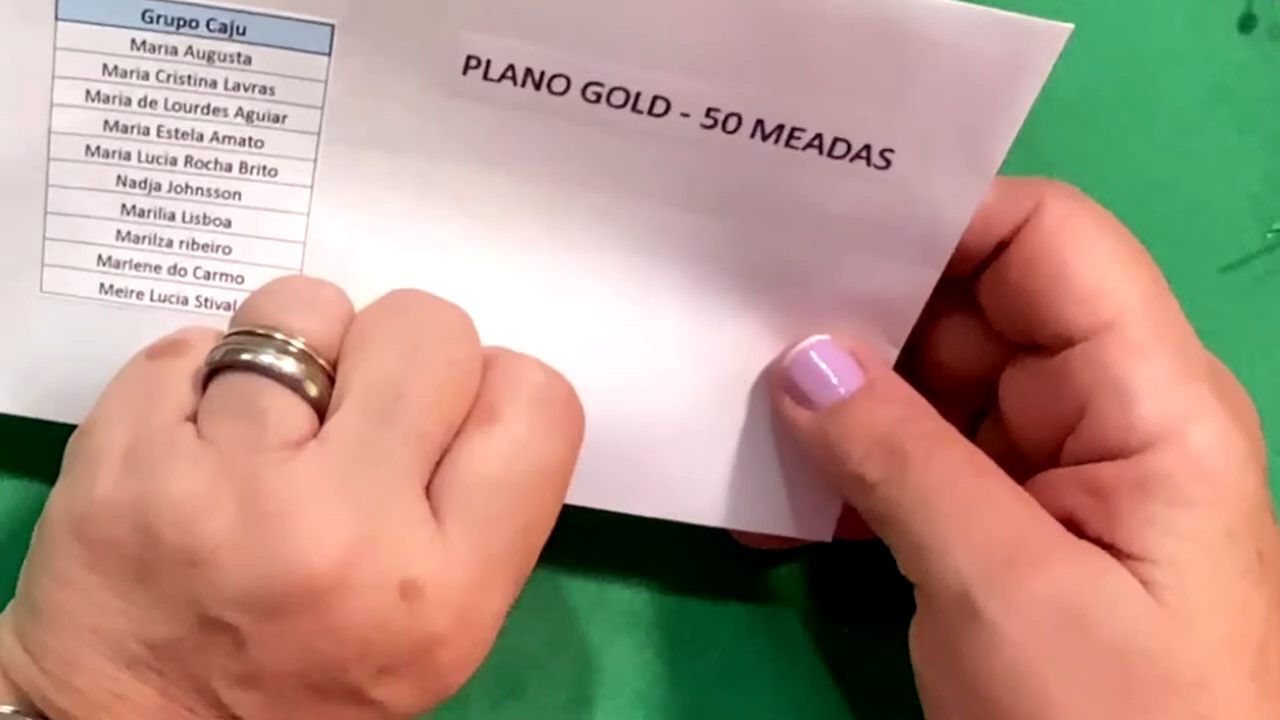 Grupo Caju
Maria Augusta
Maria Cristina Lavras
Maria de Lourdes Aguiar
Maria Estela Amato
Maria Lucia Rocha Brito
Nadja Johnsson
Marilia Lisboa
Marilza ribeiro
Marlene do Carmo
Meire Lucia Stival
PLANO GOLD - 50 MEADAS